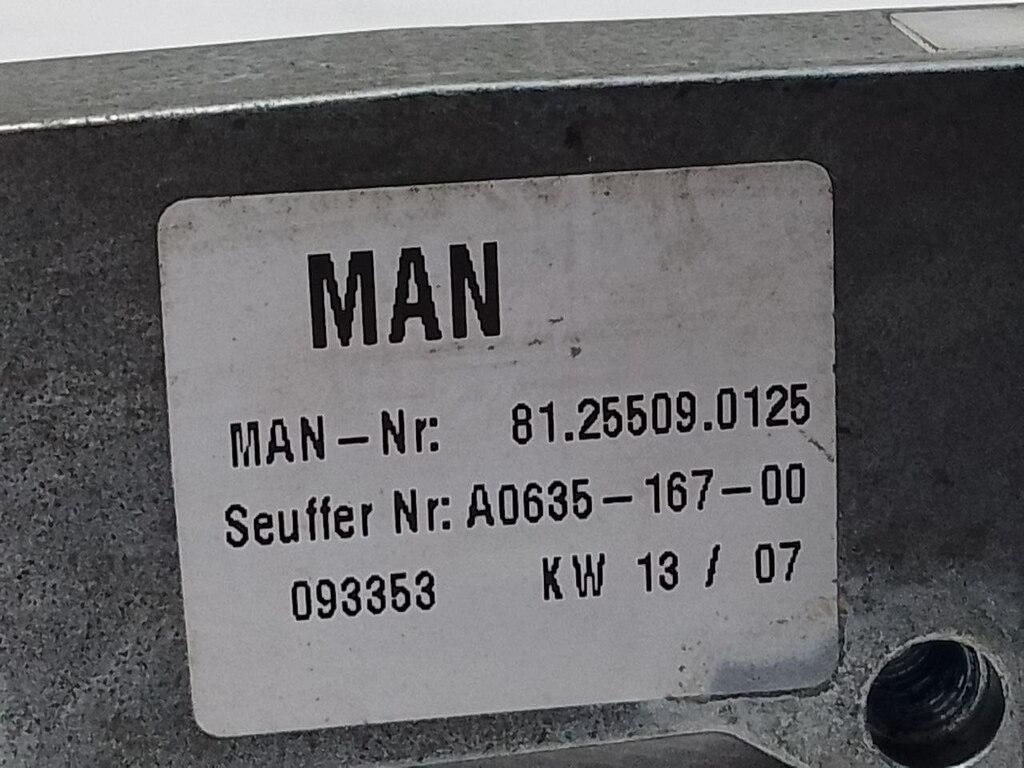 MAN
MAN-Nr: 81.25509.0125
Seuffer Nr: A0635-167-00
093353 KW 13 / 07